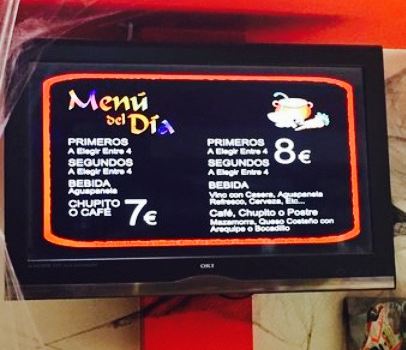 Menú
del Día
PRIMEROS
A Elegir Entre 4
SEGUNDOS
A Elegir Entre 4
BEBIDA
Aguapanela
CHUPITO
O CAFÉ
7€
PRIMEROS
A Elegir Entre 4
SEGUNDOS
A Elegir Entre 4
8€
BEBIDA
Vino con Casera, Aguapanela
Refresco, Cerveza, Etc...
Café, Chupito o Postre
Mazamorra, Queso Costeño con
Arequipe o Bocadillo
OKI